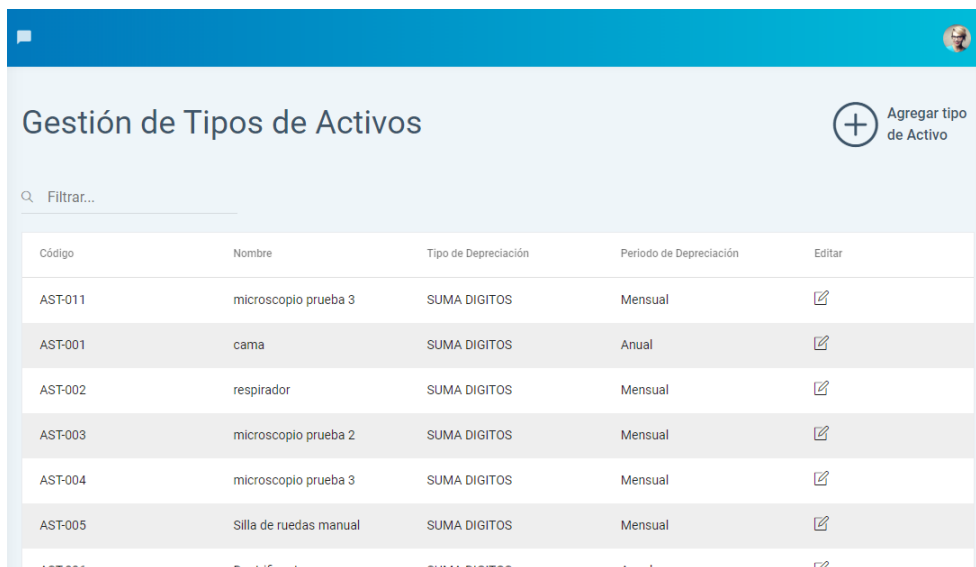 Gestión de Tipos de Activos
Agregar tipo
de Activo
Filtrar...
Código Nombre Tipo de Depreciación Periodo de Depreciación Editar
AST-011 microscopio prueba 3 SUMA DIGITOS Mensual
AST-001 cama SUMA DIGITOS Anual
AST-002 respirador SUMA DIGITOS Mensual
AST-003 microscopio prueba 2 SUMA DIGITOS Mensual
AST-004 microscopio prueba 3 SUMA DIGITOS Mensual
AST-005 Silla de ruedas manual SUMA DIGITOS Mensual